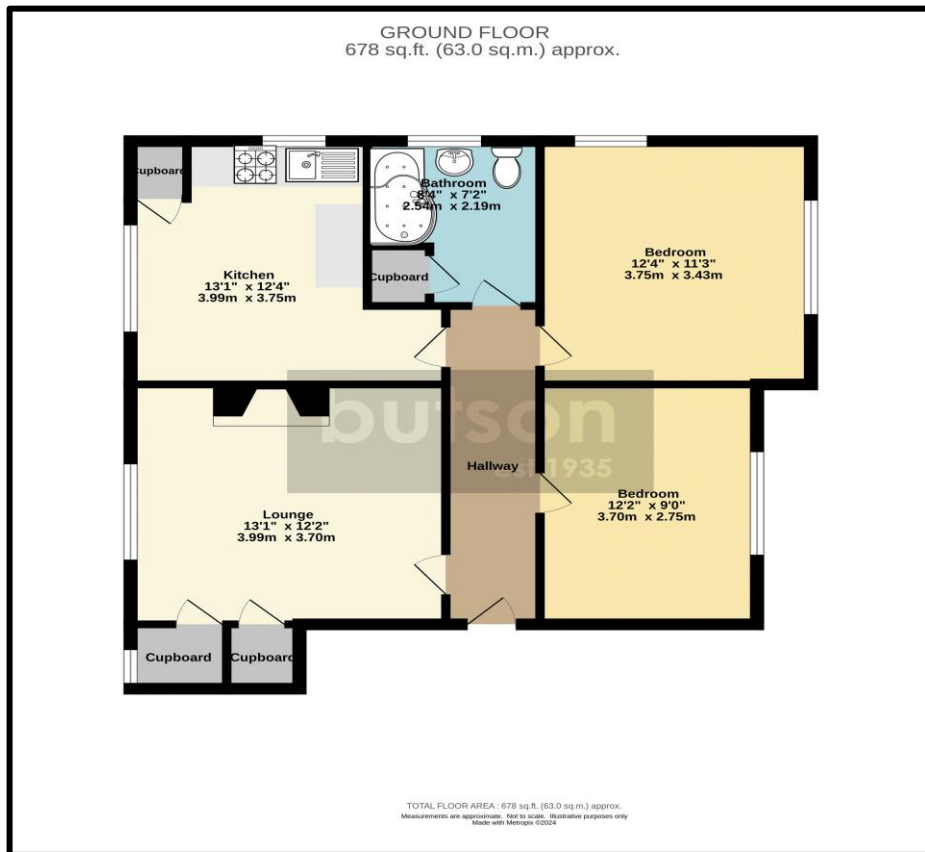 GROUND FLOOR
678 sq.ft. (63.0 sq.m.) approx.
Cupboard
Bathroom
8'4" x 7'2"
2.54m x 2.19m
Bedroom
12'4" x 11'3"
3.75m x 3.43m
Kitchen
13'1" x 12'4"
3.99m x 3.75m
Cupboard
butson
est 1935
Hallway
Lounge
13'1" x 12'2"
3.99m x 3.70m
Bedroom
12'2" x 9'0"
3.70m x 2.75m
Cupboard
Cupboard
TOTAL FLOOR AREA : 678 sq.ft. (63.0 sq.m.) approx.
Measurements are approximate. Not to scale. Illustrative purposes only
Made with Metropix ©2024